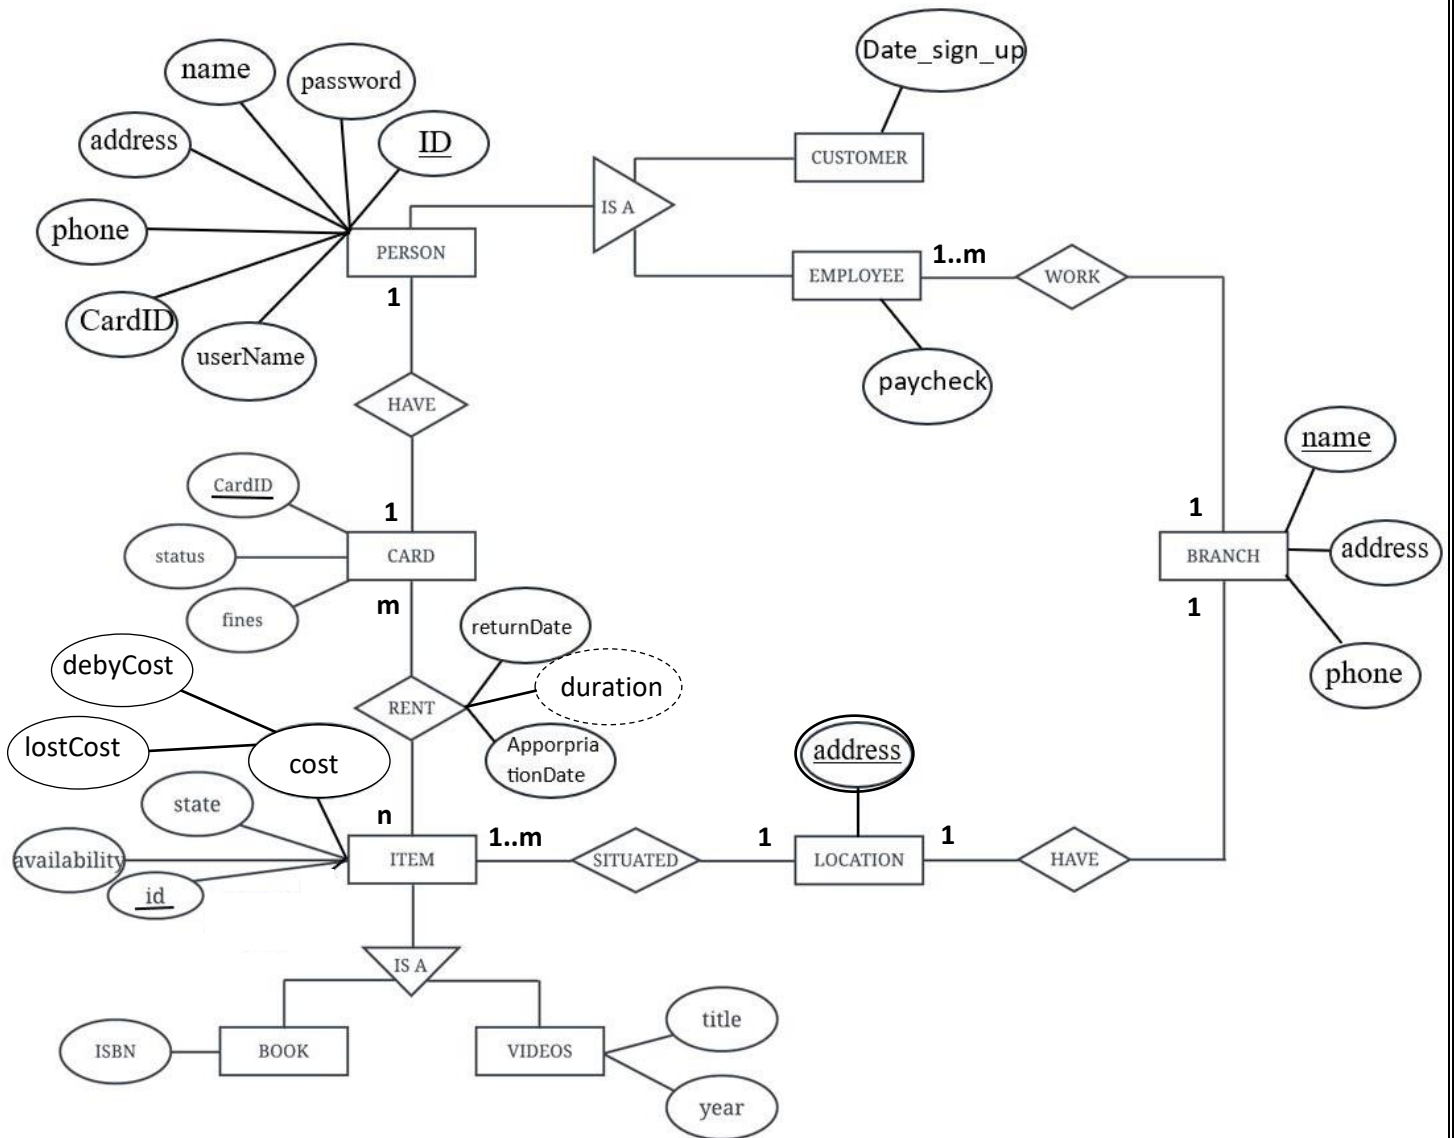 Date_sign_up
name
password
address
ID
CUSTOMER
IS A
phone
PERSON
1..m
EMPLOYEE
WORK
1
CardID
userName
paycheck
HAVE
name
CardID
1
1
status
CARD
BRANCH
address
m
1
fines
returnDate
debyCost
duration
phone
RENT
lostCost
cost
Apporpria
tionDate
address
state
n
1..m
1
1
availability
ITEM
SITUATED
LOCATION
HAVE
id
IS A
title
ISBN
BOOK
VIDEOS
year